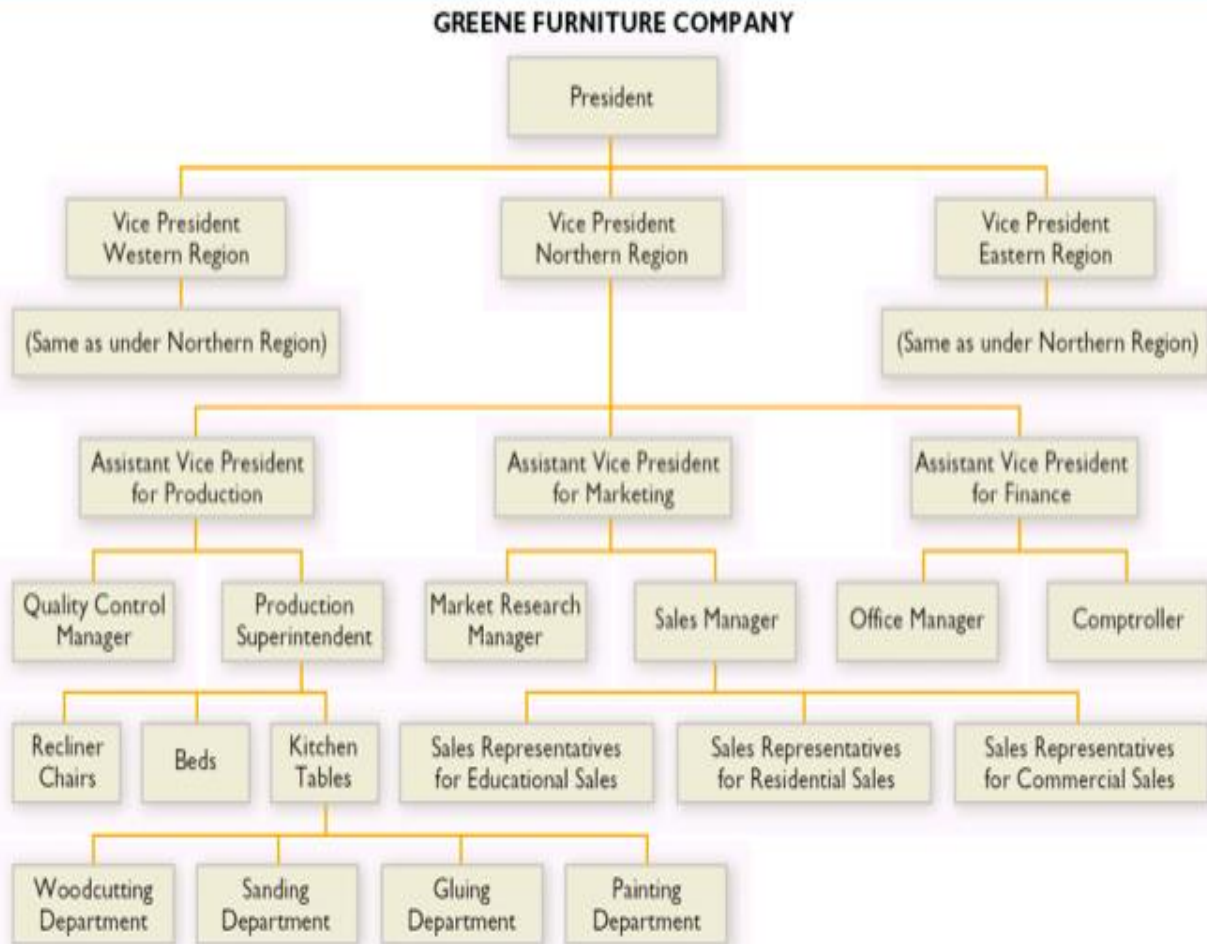 GREENE FURNITURE COMPANY
President
Vice President
Western Region
Vice President
Northern Region
Vice President
Eastern Region
(Same as under Northern Region)
(Same as under Northern Region)
Assistant Vice President
for Production
Assistant Vice President
for Marketing
Assistant Vice President
for Finance
Quality Control
Manager
Production
Superintendent
Market Research
Manager
Sales Manager
Office Manager
Comptroller
Recliner
Chairs
Beds
Kitchen
Tables
Sales Representatives
for Educational Sales
Sales Representatives
for Residential Sales
Sales Representatives
for Commercial Sales
Woodcutting
Department
Sanding
Department
Gluing
Department
Painting
Department